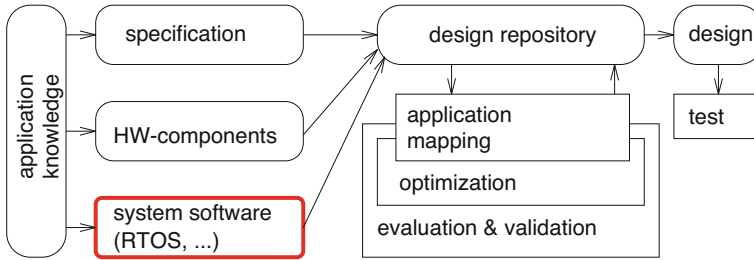 application
knowledge
specification
HW-components
system software
(RTOS, ...)
design repository
application
mapping
optimization
evaluation & validation
design
test